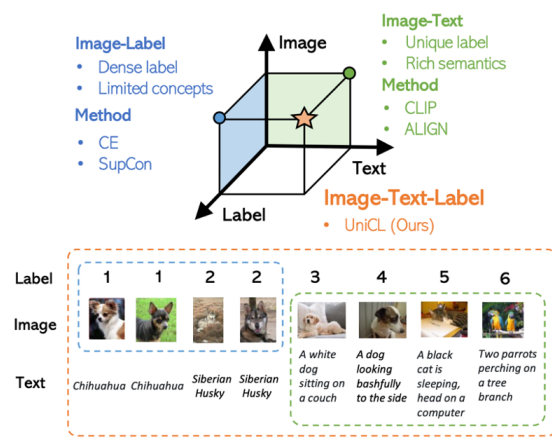 Image-Label
• Dense label
• Limited concepts
Method
• CE
• SupCon
Image
Image-Text
• Unique label
• Rich semantics
Method
• CLIP
• ALIGN
Text
Label
Image-Text-Label
• UniCL (Ours)
Label 1 1 2 2 3 4 5 6
Image
Text
Chihuahua
Chihuahua
Siberian
Husky
Siberian
Husky
A white
dog
sitting on
a couch
A dog
looking
bashfully
to the side
A black
cat is
sleeping,
head on a
computer
Two parrots
perching on
a tree
branch